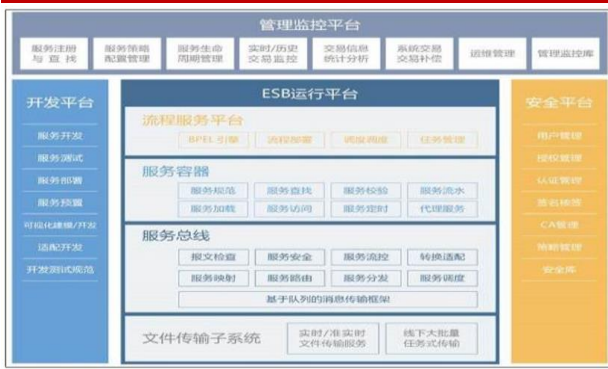 管理监控平台
服务注册与查找
服务策略配置管理
服务生命周期管理
实时/历史交易监控
交易信息统计分析
系统交易交易补偿
运维管理
管理监控库
开发平台
服务开发
服务测试
服务部署
服务预置
可视化建模/开发
适配开发
开发测试规范
ESB运行平台
流程服务平台
BPEL 引擎
流程部署
调度调度
任务管理
服务容器
服务规范
服务查找
服务校验
服务流水
服务加载
服务访问
服务定时
代理服务
服务总线
报文检查
服务安全
服务流控
转换适配
服务映射
服务路由
服务分发
服务调度
基于队列的消息传输框架
文件传输子系统
实时/准实时
文件传输服务
线下大批量
任务式传输
安全平台
用户管理
授权管理
认证管理
签名核签
CA管理
策略管理
安全库